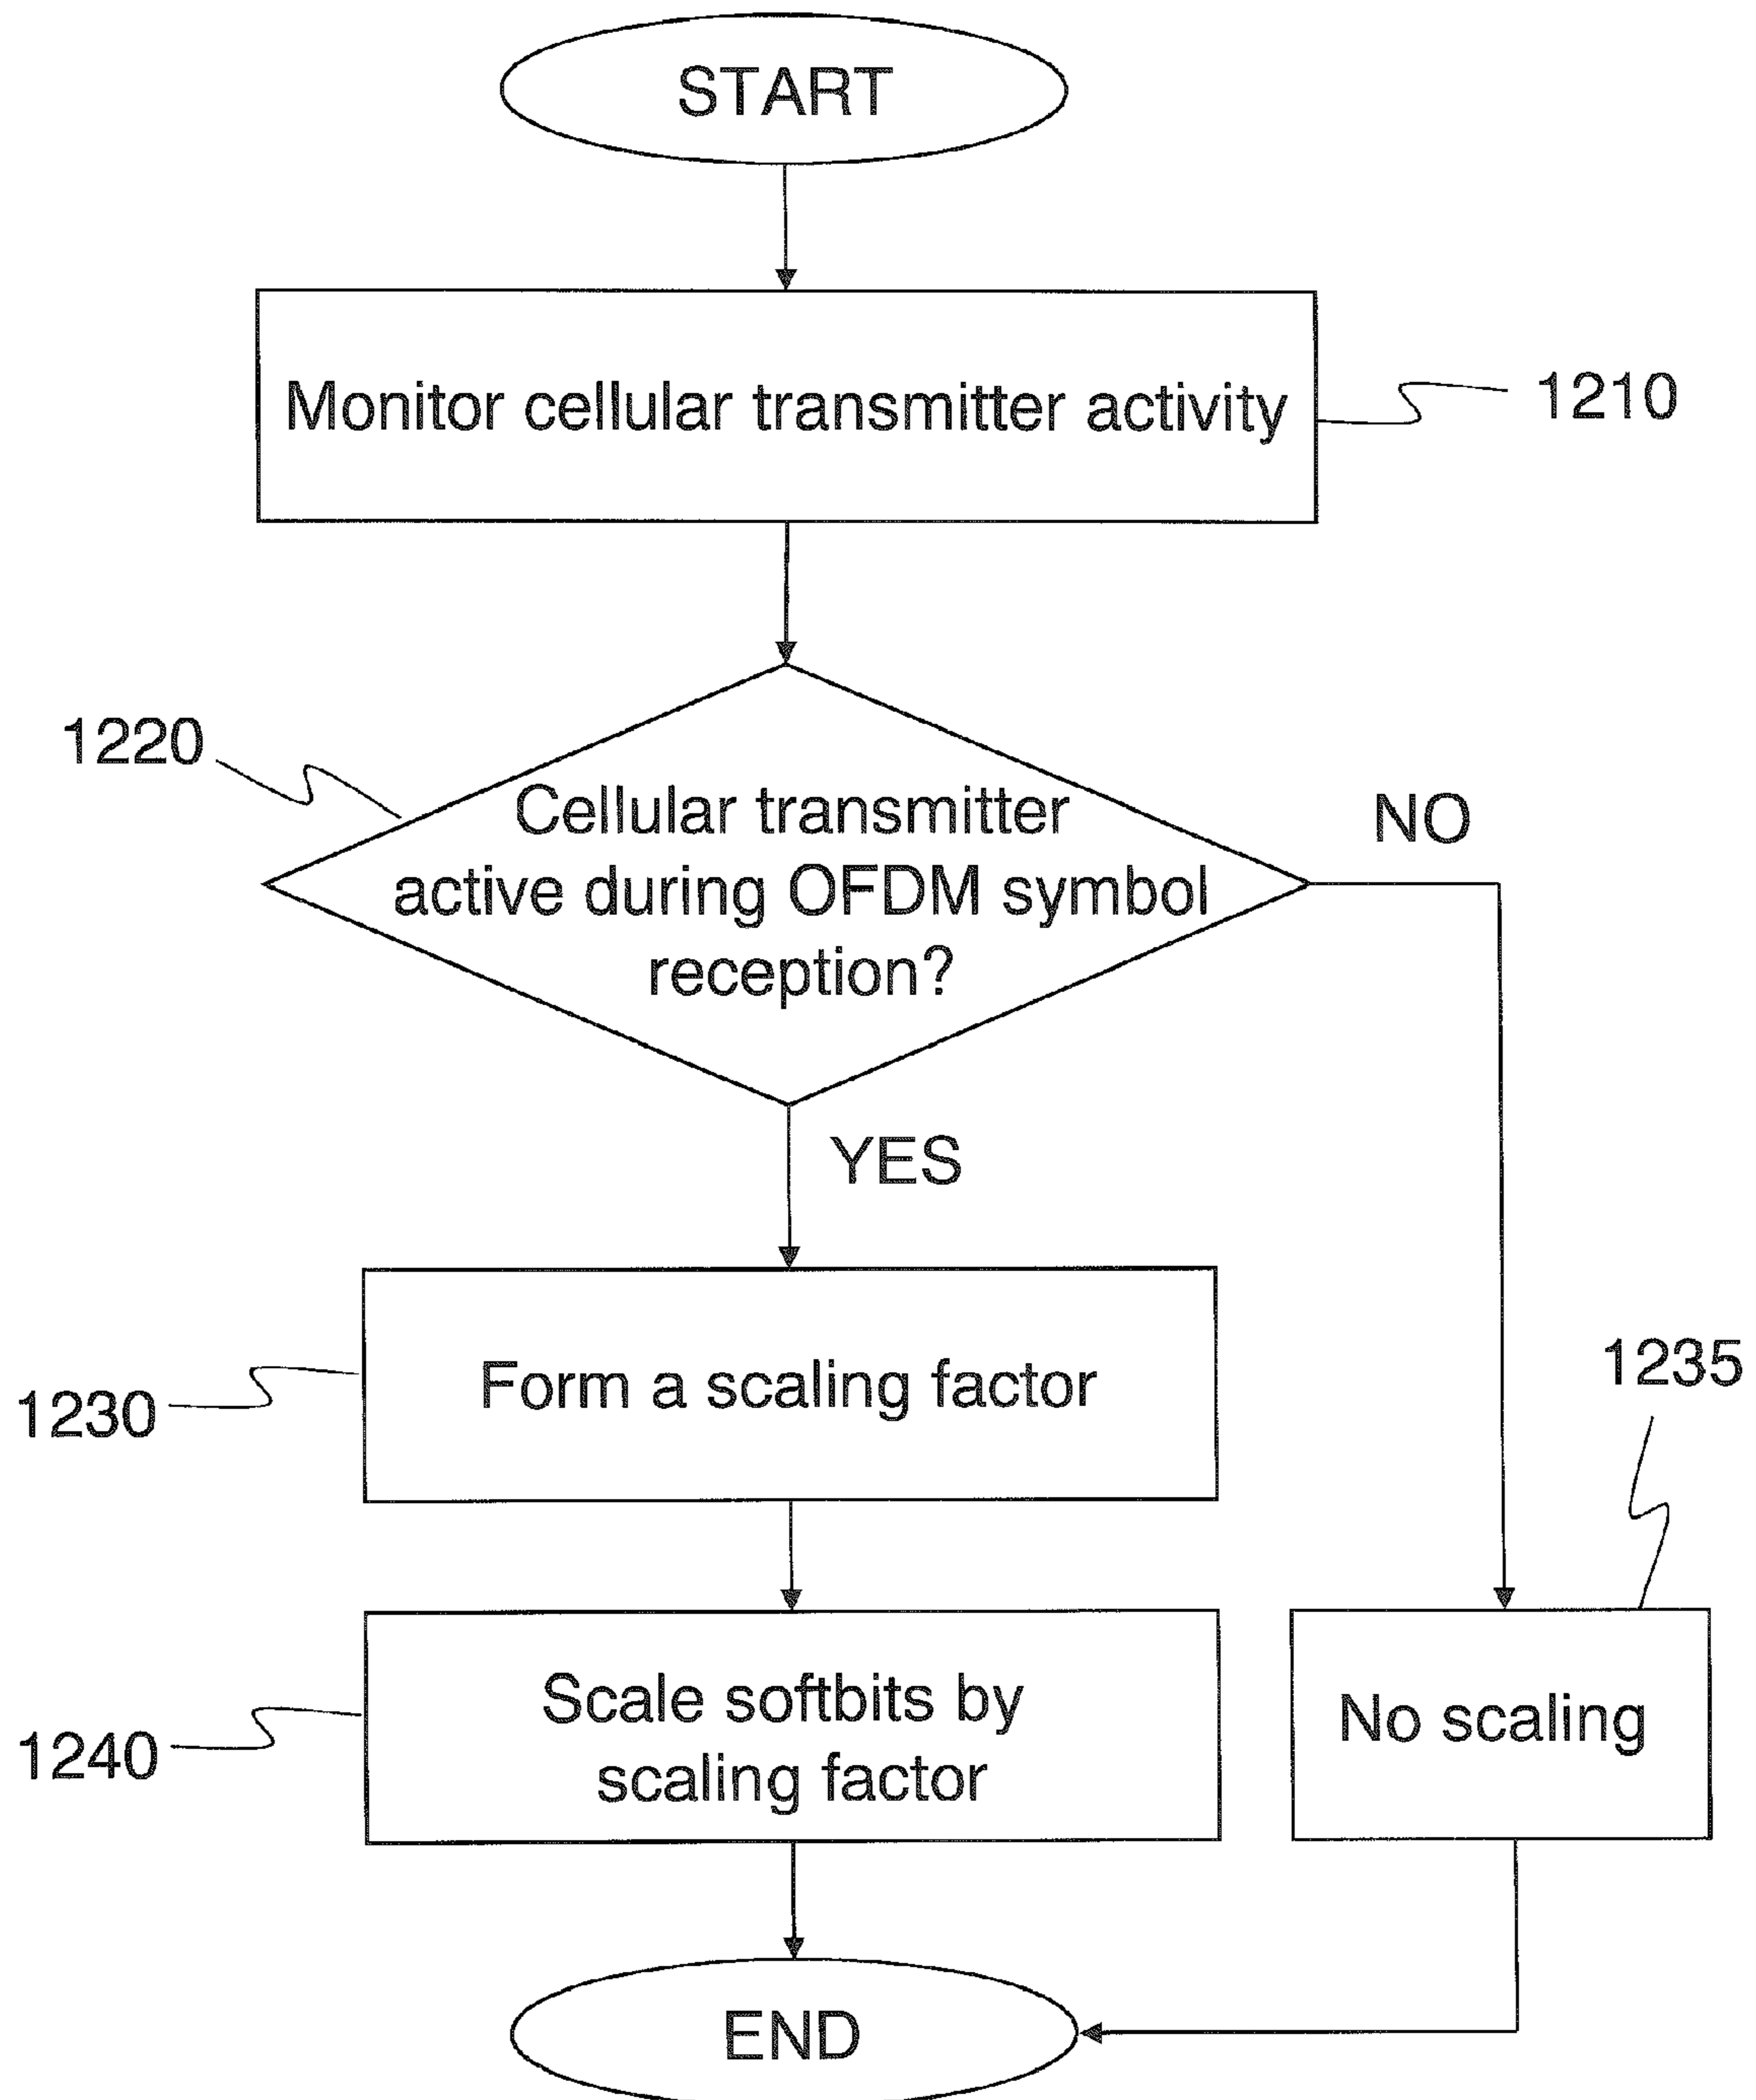 START
Monitor cellular transmitter activity
1210
1220
Cellular transmitter
active during OFDM symbol
reception?
NO
YES
Form a scaling factor
1230
1235
Scale softbits by
scaling factor
1240
No scaling
END